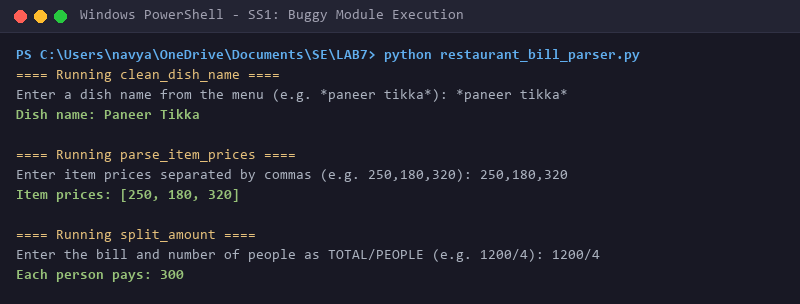 Windows PowerShell - SS1: Buggy Module Execution
PS C:\Users\navya\OneDrive\Documents\SE\LAB7> python restaurant_bill_parser.py
==== Running clean_dish_name ====
Enter a dish name from the menu (e.g. *paneer tikka*): *paneer tikka*
Dish name: Paneer Tikka
==== Running parse_item_prices ====
Enter item prices separated by commas (e.g. 250,180,320): 250,180,320
Item prices: [250, 180, 320]
==== Running split_amount ====
Enter the bill and number of people as TOTAL/PEOPLE (e.g. 1200/4): 1200/4
Each person pays: 300